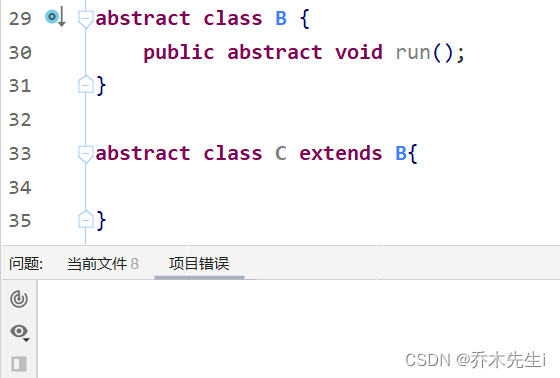 29 abstract class B {
30 public abstract void run();
31 }
32
33 abstract class C extends B{
34
35 }
问题: 当前文件 8 项目错误
CSDN @乔木先生i